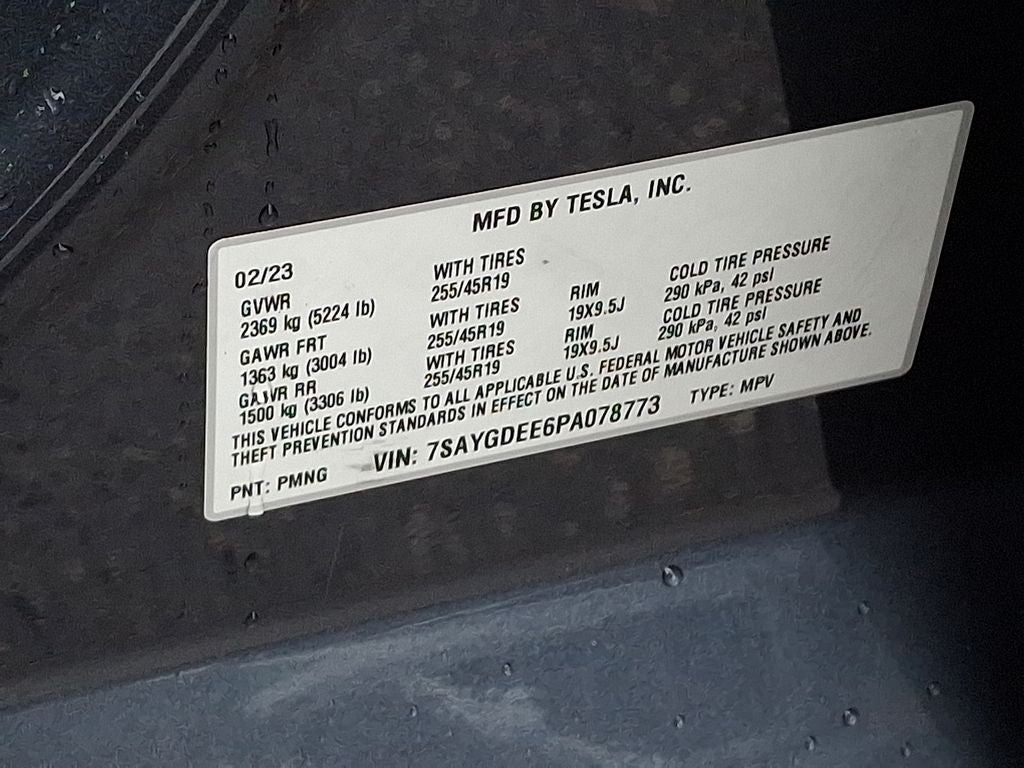 MFD BY TESLA, INC.
02/23
GVWR WITH TIRES
2369 kg (5224 lb) 255/45R19 RIM COLD TIRE PRESSURE
GAWR FRT WITH TIRES 19X9.5J 290 kPa, 42 psi
1363 kg (3004 lb) 255/45R19 RIM COLD TIRE PRESSURE
GAWR RR WITH TIRES 19X9.5J 290 kPa, 42 psi
1500 kg (3306 lb) 255/45R19
THIS VEHICLE CONFORMS TO ALL APPLICABLE U.S. FEDERAL MOTOR VEHICLE SAFETY AND
THEFT PREVENTION STANDARDS IN EFFECT ON THE DATE OF MANUFACTURE SHOWN ABOVE.
PNT: PMNG VIN: 7SAYGDEE6PA078773 TYPE: MPV